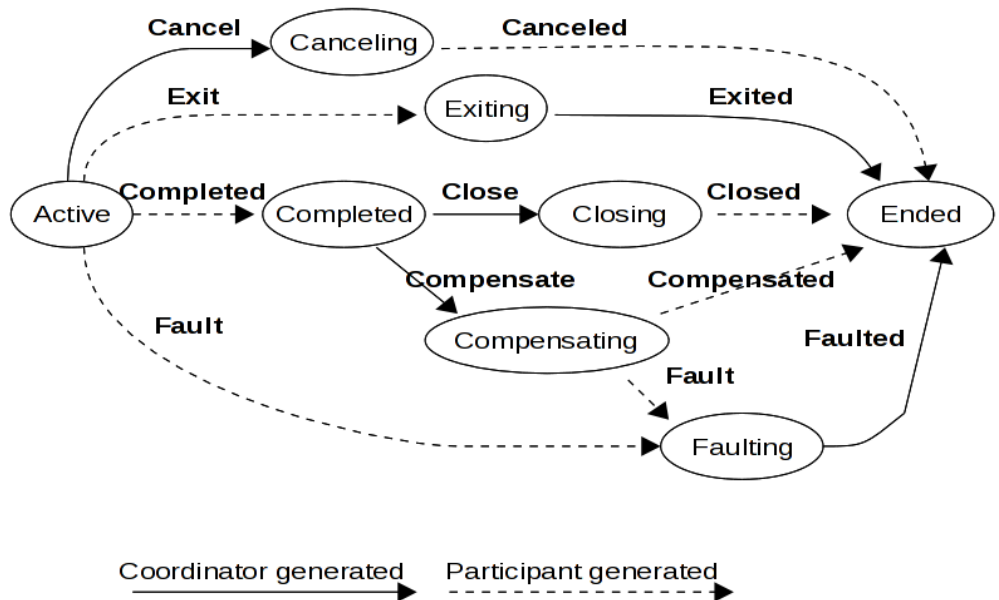 Cancel
Canceling
Canceled
Exit
Exiting
Exited
Active
Completed
Completed
Close
Closing
Closed
Ended
Compensate
Compensated
Compensating
Fault
Fault
Faulted
Faulting
Coordinator generated
Participant generated